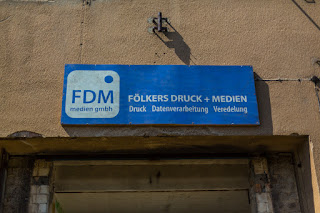 FDM
medien gmbh
FÖLKERS DRUCK + MEDIEN
Druck Datenverarbeitung Veredelung